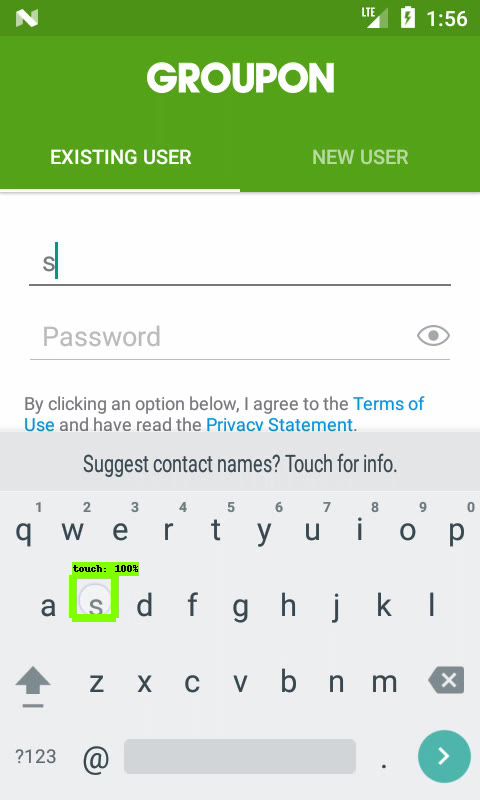 LTE 1:56
GROUPON
EXISTING USER NEW USER
s
Password
By clicking an option below, I agree to the Terms of
Use and have read the Privacy Statement.
Suggest contact names? Touch for info.
1 2 3 4 5 6 7 8 9 0
q w e r t y u i o p
touch: 100%
a s d f g h j k l
z x c v b n m
?123 @ .